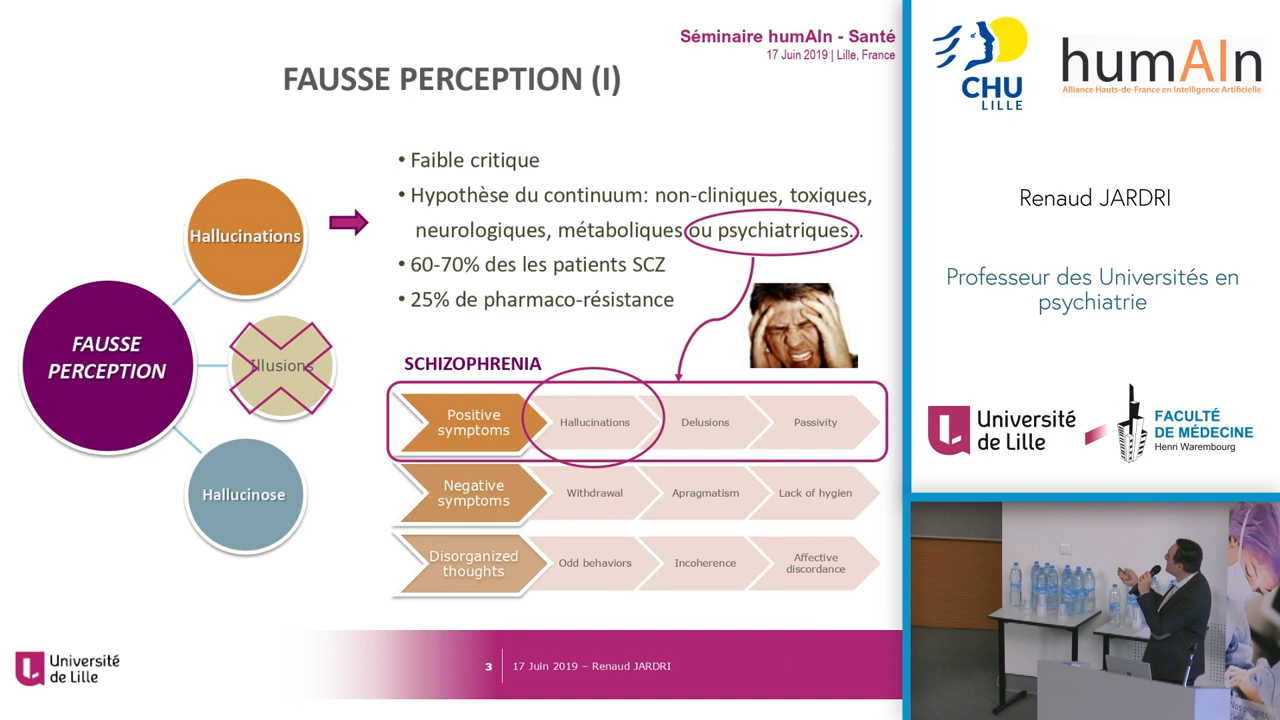 Séminaire humAIn - Santé
17 Juin 2019 | Lille, France
FAUSSE PERCEPTION (I)
• Faible critique
• Hypothèse du continuum: non-cliniques, toxiques,
neurologiques, métaboliques ou psychiatriques...
• 60-70% des les patients SCZ
• 25% de pharmaco-résistance
Hallucinations
FAUSSE
PERCEPTION
Illusions
Hallucinose
SCHIZOPHRENIA
Positive
symptoms
Hallucinations
Delusions
Passivity
Negative
symptoms
Withdrawal
Apragmatism
Lack of hygien
Disorganized
thoughts
Odd behaviors
Incoherence
Affective
discordance
Université
de Lille
3
17 Juin 2019 – Renaud JARDRI
CHU
LILLE
humAIn
Alliance Hauts-de-France en Intelligence Artificielle
Renaud JARDRI
Professeur des Universités en
psychiatrie
Université
de Lille
FACULTÉ
DE MÉDECINE
Henri Warembourg